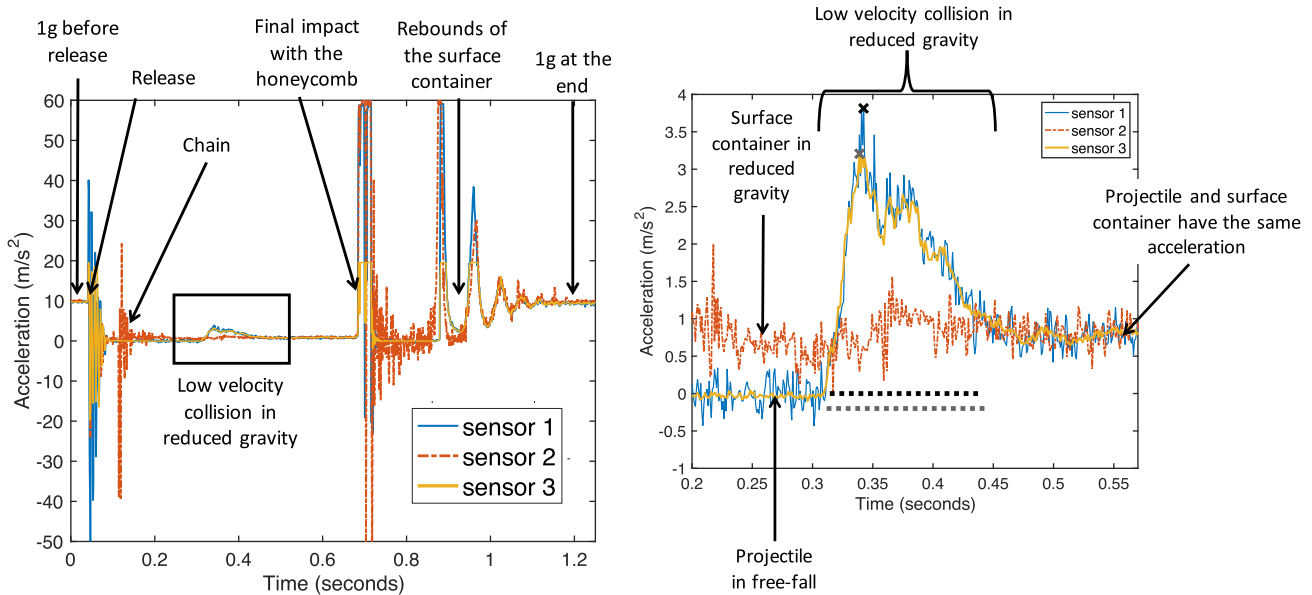 1g before
release
Release
Chain
Final impact
with the
honeycomb
Rebounds of
the surface
container
1g at the
end
60
50
40
30
20
10
0
-10
-20
-30
-40
-50
Acceleration (m/s2)
Low velocity
collision in
reduced gravity
sensor 1
sensor 2
sensor 3
0
0.2
0.4
0.6
0.8
1
1.2
Time (seconds)
Low velocity collision in
reduced gravity
Surface
container in
reduced
gravity
sensor 1
sensor 2
sensor 3
Projectile and surface
container have the same
acceleration
4
3.5
3
2.5
2
1.5
1
0.5
0
-0.5
-1
Acceleration (m/s2)
0.2
0.25
0.3
0.35
0.4
0.45
0.5
0.55
Time (seconds)
Projectile
in free-fall